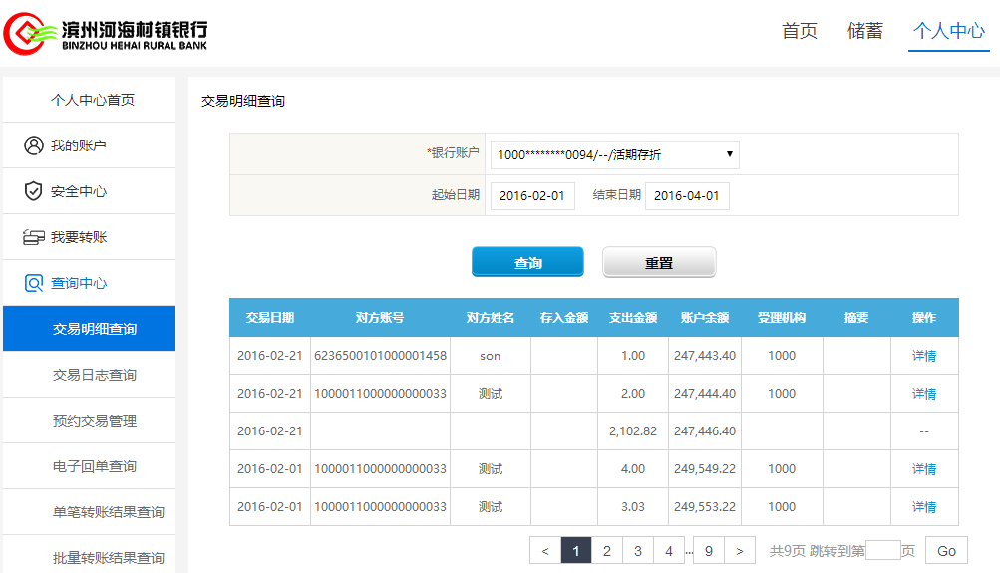 滨州河海村镇银行
BINZHOU HEHAI RURAL BANK
首页 储蓄 个人中心
个人中心首页
我的账户
安全中心
我要转账
查询中心
交易明细查询
交易日志查询
预约交易管理
电子回单查询
单笔转账结果查询
批量转账结果查询
交易明细查询
*银行账户 1000********0094/--/活期存折 ▼
起始日期 2016-02-01 结束日期 2016-04-01
查询 重置
交易日期 对方账号 对方姓名 存入金额 支出金额 账户余额 受理机构 摘要 操作
2016-02-21 6236500101000001458 son 1.00 247,443.40 1000 详情
2016-02-21 1000011000000000033 测试 2.00 247,444.40 1000 详情
2016-02-21 2,102.82 247,446.40 --
2016-02-01 1000011000000000033 测试 4.00 249,549.22 1000 详情
2016-02-01 1000011000000000033 测试 3.03 249,553.22 1000 详情
< 1 2 3 4 ... 9 > 共9页 跳转到第 页 Go